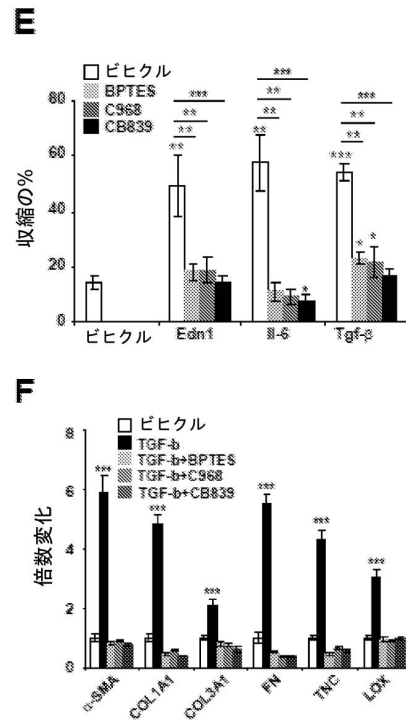 E
ビヒクル
BPTES
C968
CB839
***
**
**
**
***
**
**
**
***
**
**
***
* *
*
収縮の%
80
60
40
20
0
ビヒクル Edn1 Il-6 Tgf-β
F
ビヒクル
TGF-b
TGF-b+BPTES
TGF-b+C968
TGF-b+CB839
***
***
***
***
***
***
倍数変化
8
6
4
2
0
α-SMA COL1A1 COL3A1 FN TNC LOX